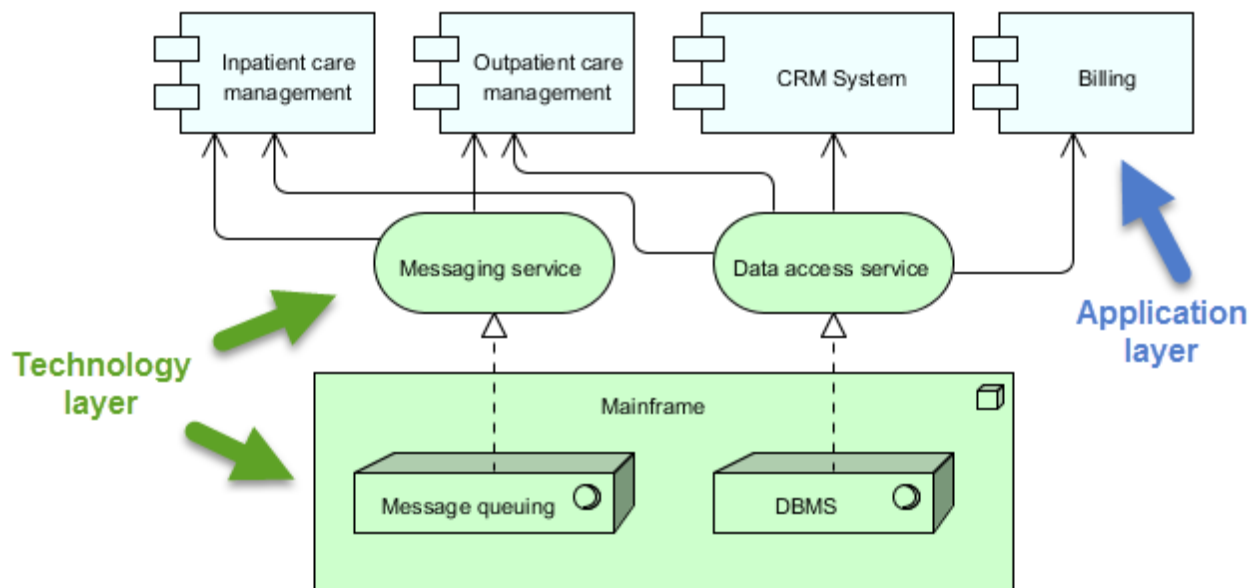 Inpatient care
management
Outpatient care
management
CRM System
Billing
Messaging service
Data access service
Application
layer
Technology
layer
Mainframe
Message queuing
DBMS